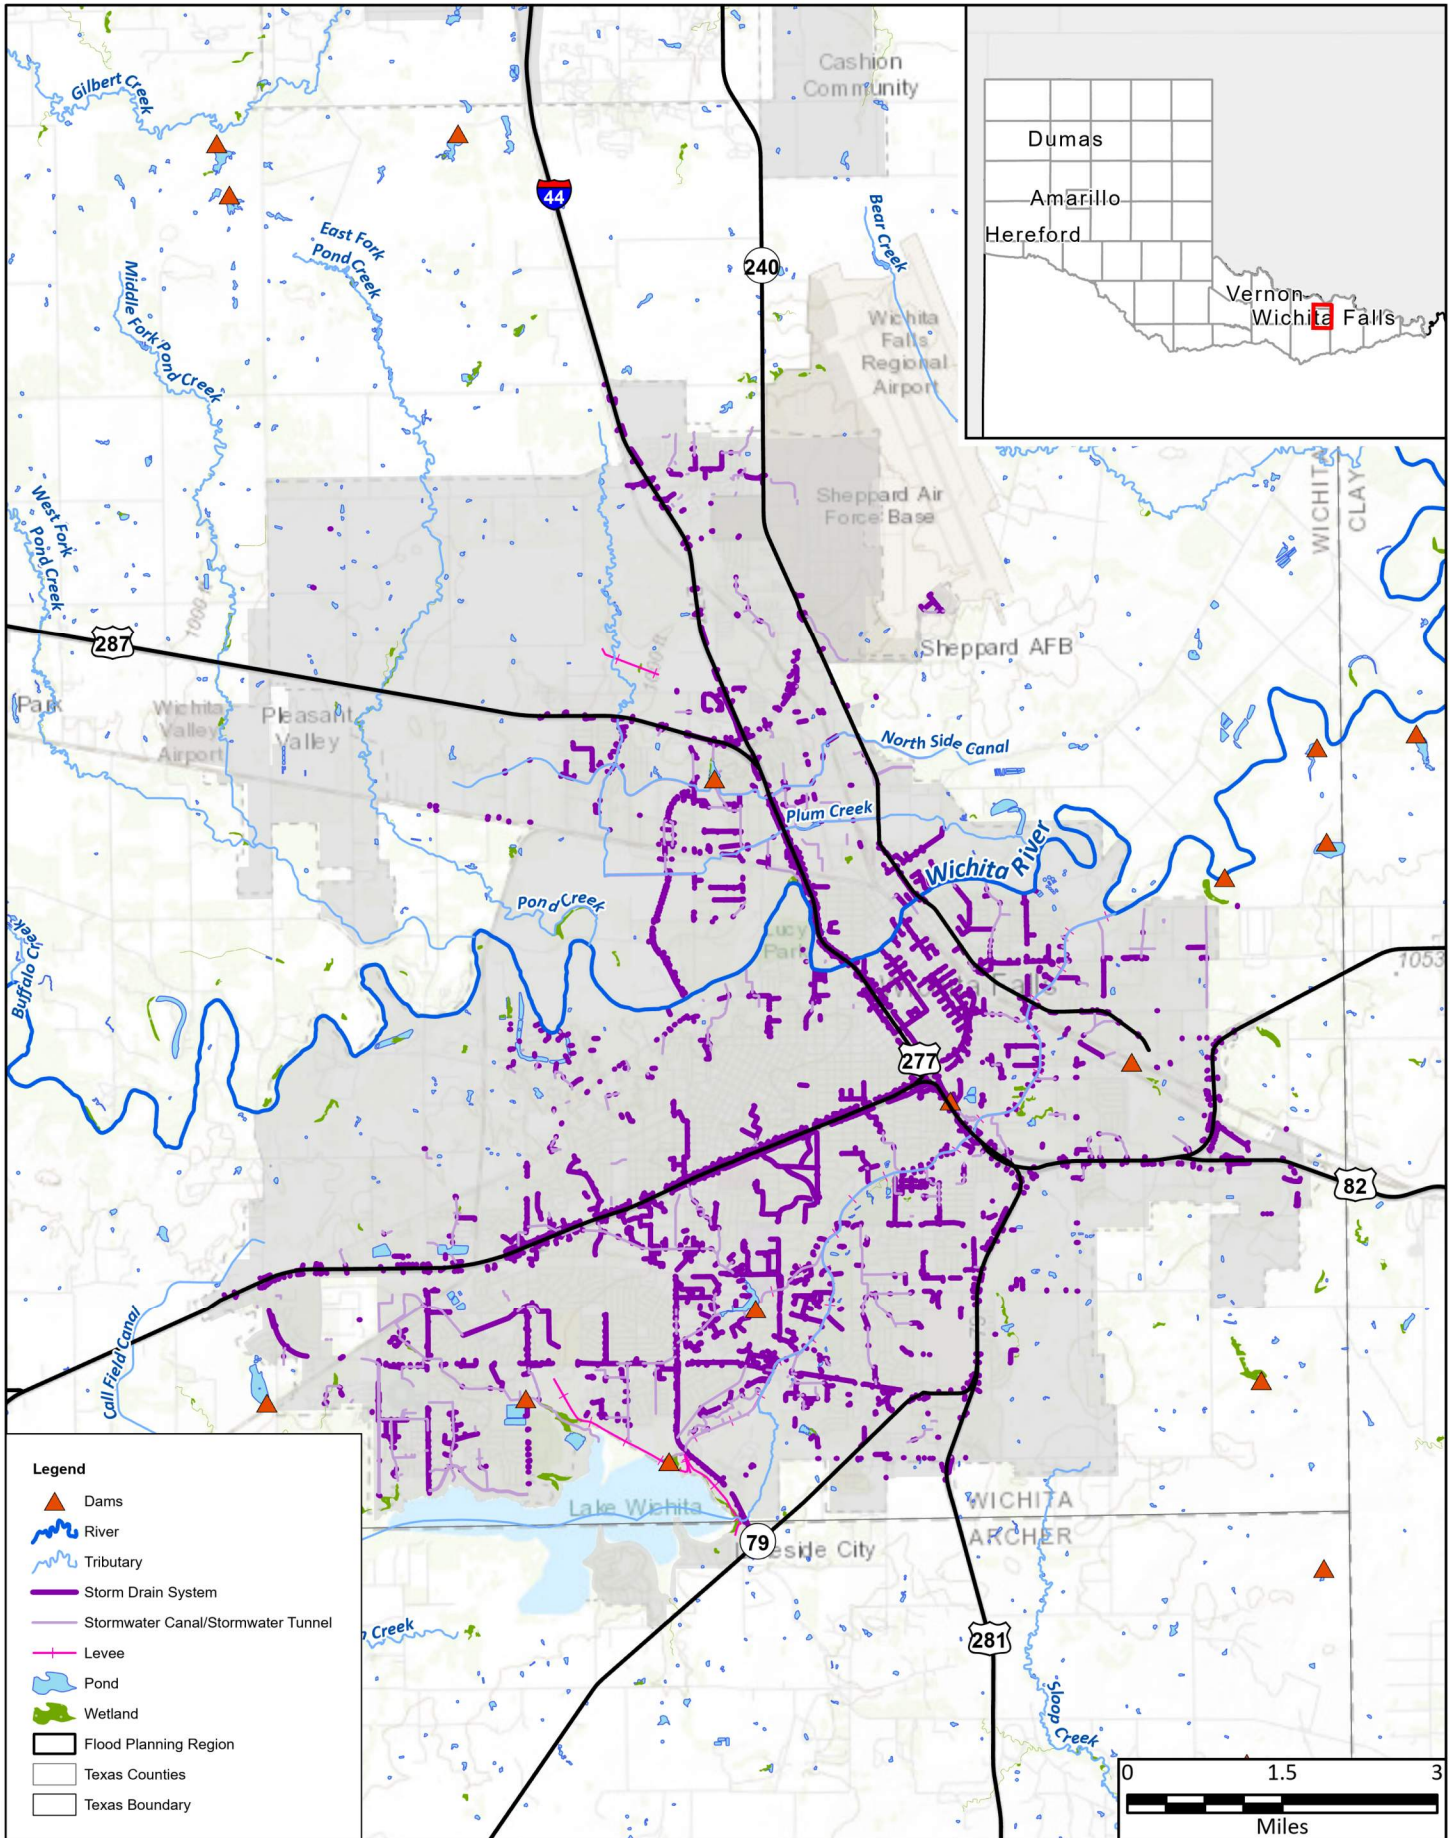 Gilbert Creek
Cashion
Community
44
East Fork
Pond Creek
240
Bear Creek
Middle Fork Pond Creek
Wichita
Falls
Regional
Airport
Dumas
Amarillo
Hereford
Vernon
Wichita Falls
West Fork
Pond Creek
Sheppard Air
Force Base
WICHITA
CLAY
287
Sheppard AFB
Park
Wichita
Valley
Airport
Pleasant
Valley
North Side Canal
Plum Creek
Wichita River
Pond Creek
Lucy
Park
Buffalo Creek
1053
277
82
Call Field Canal
Lake Wichita
WICHITA
ARCHER
79
eside City
Creek
281
Sloop Creek
Legend
Dams
River
Tributary
Storm Drain System
Stormwater Canal/Stormwater Tunnel
Levee
Pond
Wetland
Flood Planning Region
Texas Counties
Texas Boundary
0 1.5 3
Miles